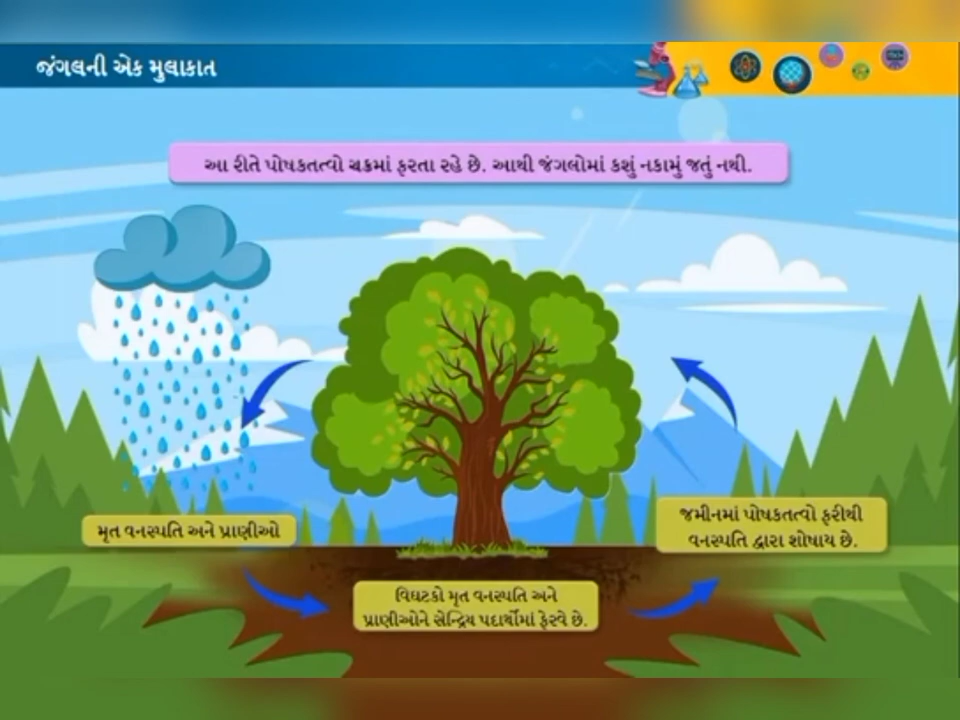 જંગલની એક મુલાકાત
આ રીતે પોષકતત્વો ચક્રમાં ફરતા રહે છે. આથી જંગલોમાં કશું નકામું જતું નથી.
મૃત વનસ્પતિ અને પ્રાણીઓ
જમીનમાં પોષકતત્વો ફરીથી
વનસ્પતિ દ્વારા શોષાય છે.
વિઘટકો મૃત વનસ્પતિ અને
પ્રાણીઓને સેન્દ્રિય પદાર્થોમાં ફેરવે છે.